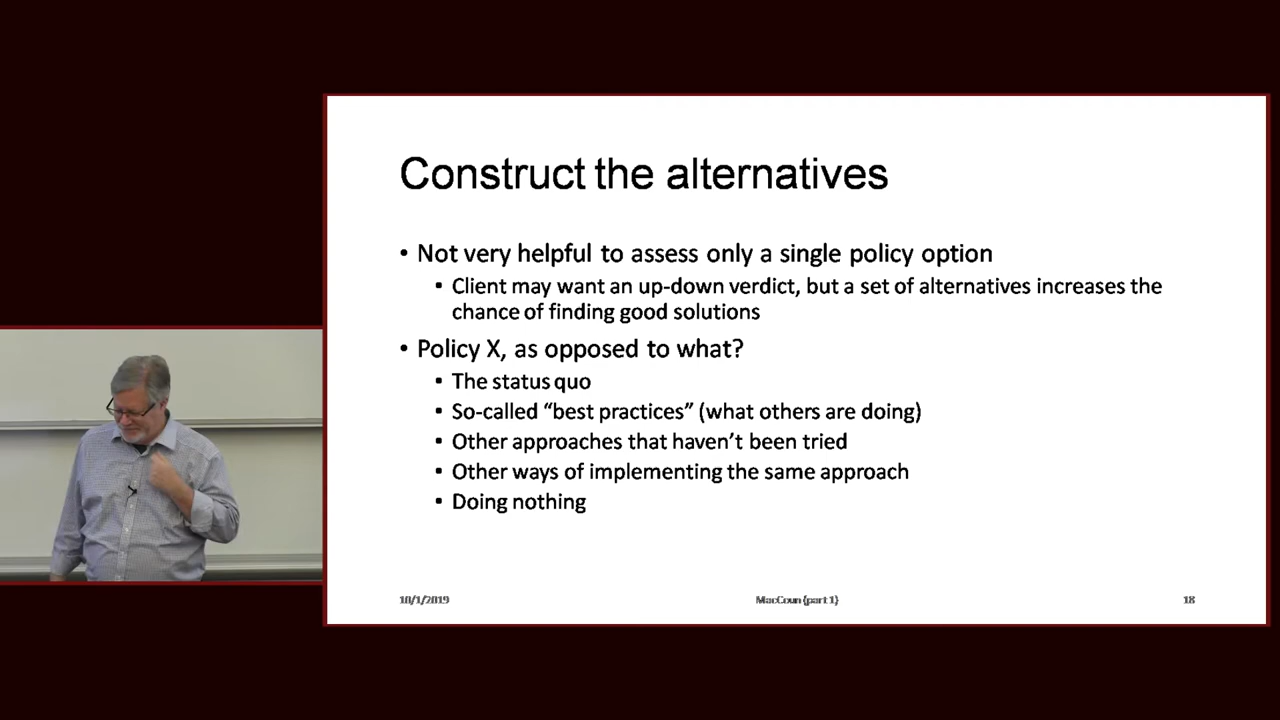 Construct the alternatives
• Not very helpful to assess only a single policy option
▪ Client may want an up-down verdict, but a set of alternatives increases the
chance of finding good solutions
• Policy X, as opposed to what?
▪ The status quo
▪ So-called “best practices” (what others are doing)
▪ Other approaches that haven’t been tried
▪ Other ways of implementing the same approach
▪ Doing nothing
10/1/2019
MacCoun (part 1)
18